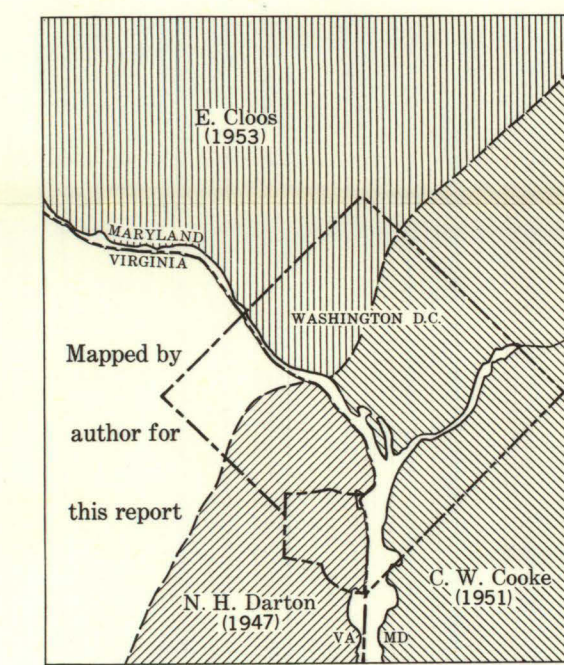 E. Cloos
(1953)
MARYLAND
VIRGINIA
WASHINGTON D.C.
Mapped by
author for
this report
N. H. Darton
(1947)
C. W. Cooke
(1951)
VA
MD